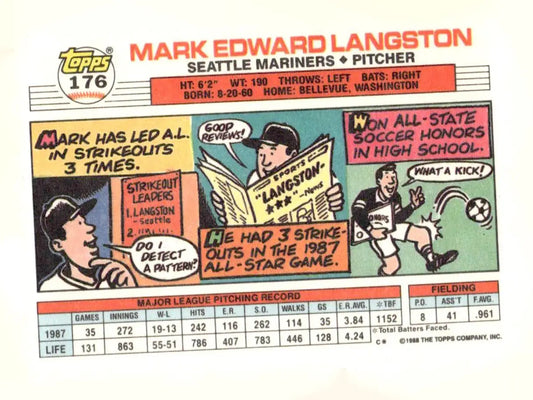 Topps®
176
MARK EDWARD LANGSTON
SEATTLE MARINERS ◆ PITCHER
HT: 6'2" WT: 190 THROWS: LEFT BATS: RIGHT
BORN: 8-20-60 HOME: BELLEVUE, WASHINGTON
MARK HAS LED A.L.
IN STRIKEOUTS
3 TIMES.
STRIKEOUT
LEADERS
1. LANGSTON
-Seattle
2.
DO I
DETECT
A PATTERN?
GOOD
REVIEWS!
SPORTS
"LANGSTON-
★★★"
-News
HE HAD 3 STRIKE-
OUTS IN THE 1987
ALL-STAR GAME.
WON ALL-STATE
SOCCER HONORS
IN HIGH SCHOOL.
WHAT A KICK!
HONORS
MAJOR LEAGUE PITCHING RECORD
GAMES INNINGS W-L HITS E.R. S.O. WALKS GS E.R.AVG. *TBF
1987 35 272 19-13 242 116 262 114 35 3.84 1152
LIFE 131 863 55-51 786 407 783 446 128 4.24
FIELDING
P.O. ASS'T F.AVG.
8 41 .961
*Total Batters Faced.
C* ©1988 THE TOPPS COMPANY, INC.